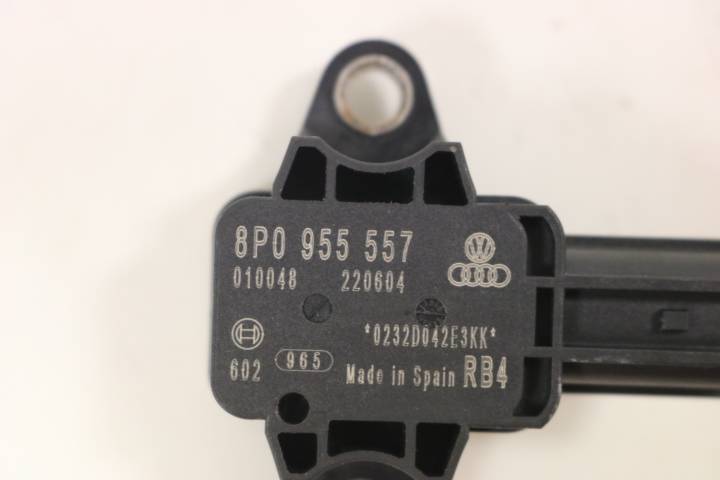 8P0 955 557
010048 220604
*0232D042E3KK*
602 965 Made in Spain RB4